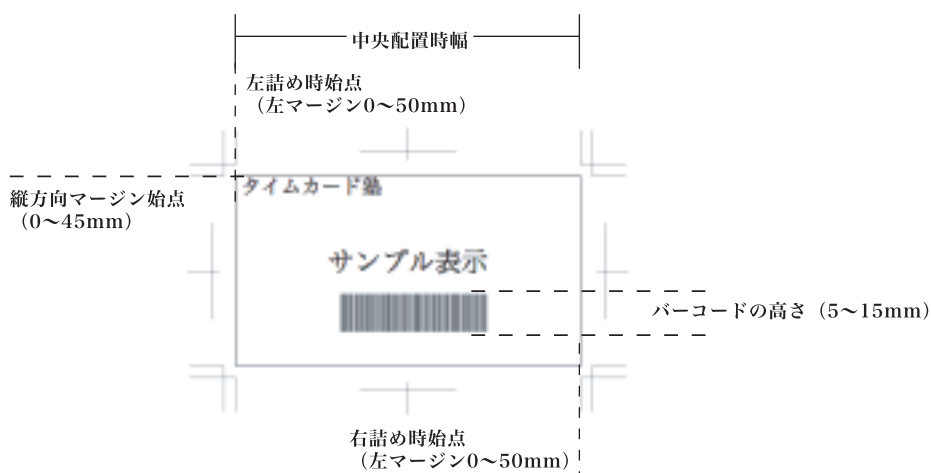 中央配置時幅
左詰め時始点
（左マージン0〜50mm）
縦方向マージン始点
（0〜45mm）
タイムカード塾
サンプル表示
バーコードの高さ（5〜15mm）
右詰め時始点
（左マージン0〜50mm）